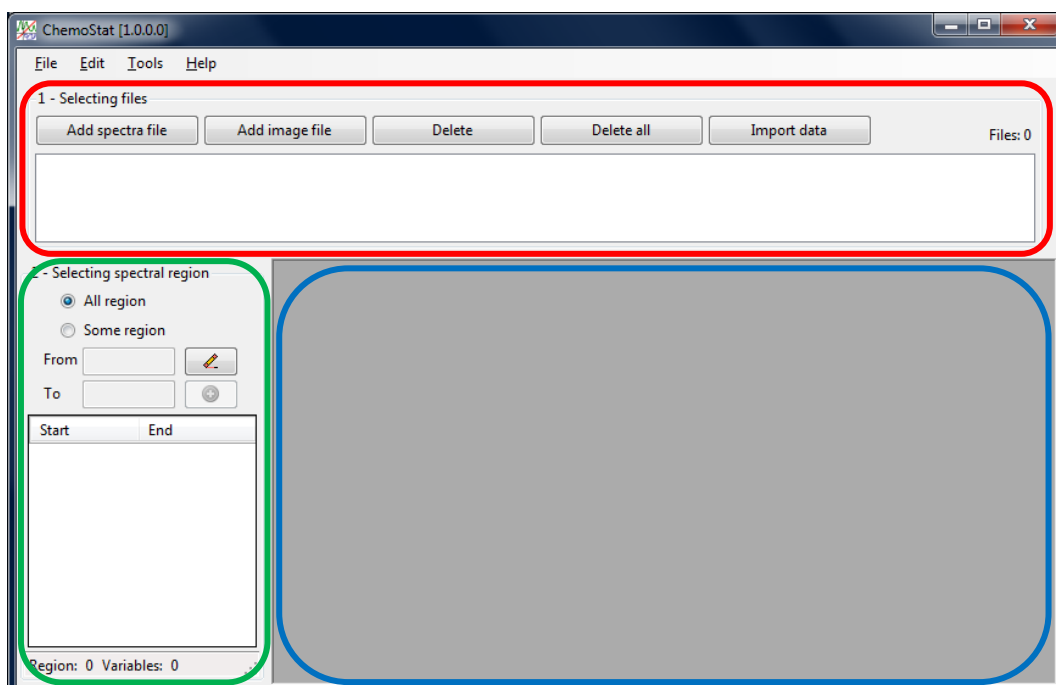 ChemoStat [1.0.0.0]
File Edit Tools Help
1 - Selecting files
Add spectra file Add image file Delete Delete all Import data Files: 0
2 - Selecting spectral region
All region
Some region
From
To
Start End
Region: 0 Variables: 0